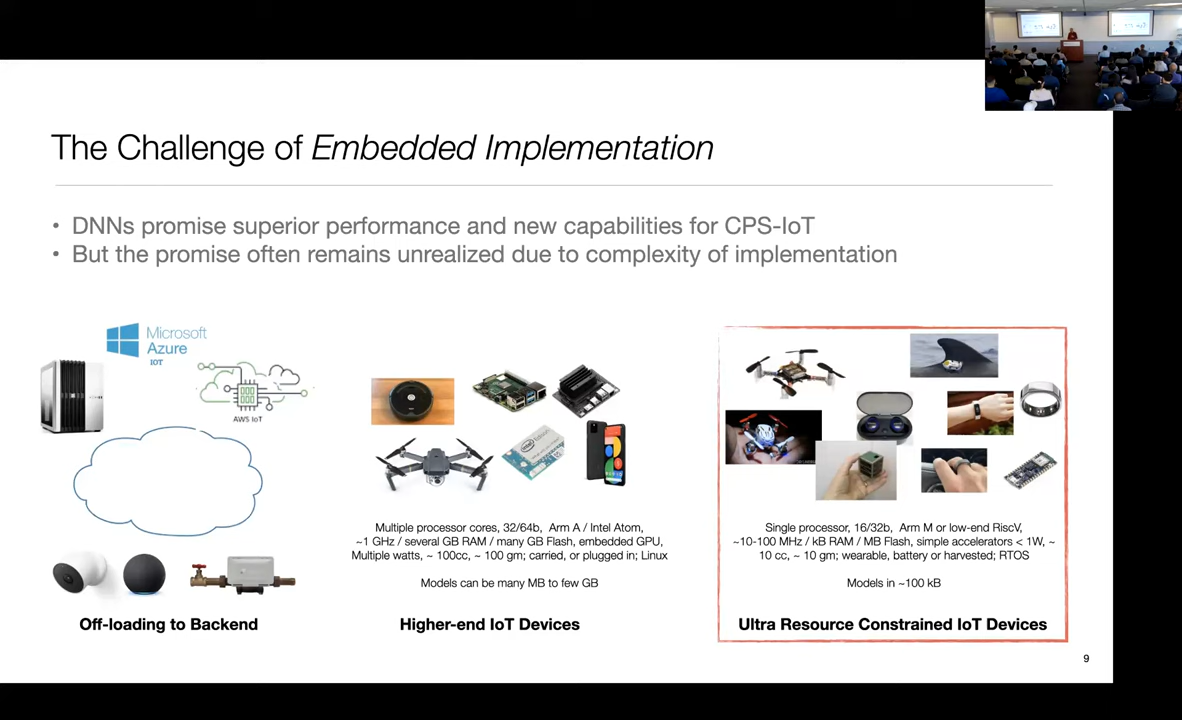 The Challenge of Embedded Implementation
• DNNs promise superior performance and new capabilities for CPS-IoT
• But the promise often remains unrealized due to complexity of implementation
Microsoft
Azure
IOT
AWS IoT
Off-loading to Backend
intel Edison
Multiple processor cores, 32/64b, Arm A / Intel Atom,
~1 GHz / several GB RAM / many GB Flash, embedded GPU,
Multiple watts, ~ 100cc, ~ 100 gm; carried, or plugged in; Linux
Models can be many MB to few GB
Higher-end IoT Devices
Single processor, 16/32b, Arm M or low-end RiscV,
~10-100 MHz / kB RAM / MB Flash, simple accelerators < 1W, ~
10 cc, ~ 10 gm; wearable, battery or harvested; RTOS
Models in ~100 kB
Ultra Resource Constrained IoT Devices
9